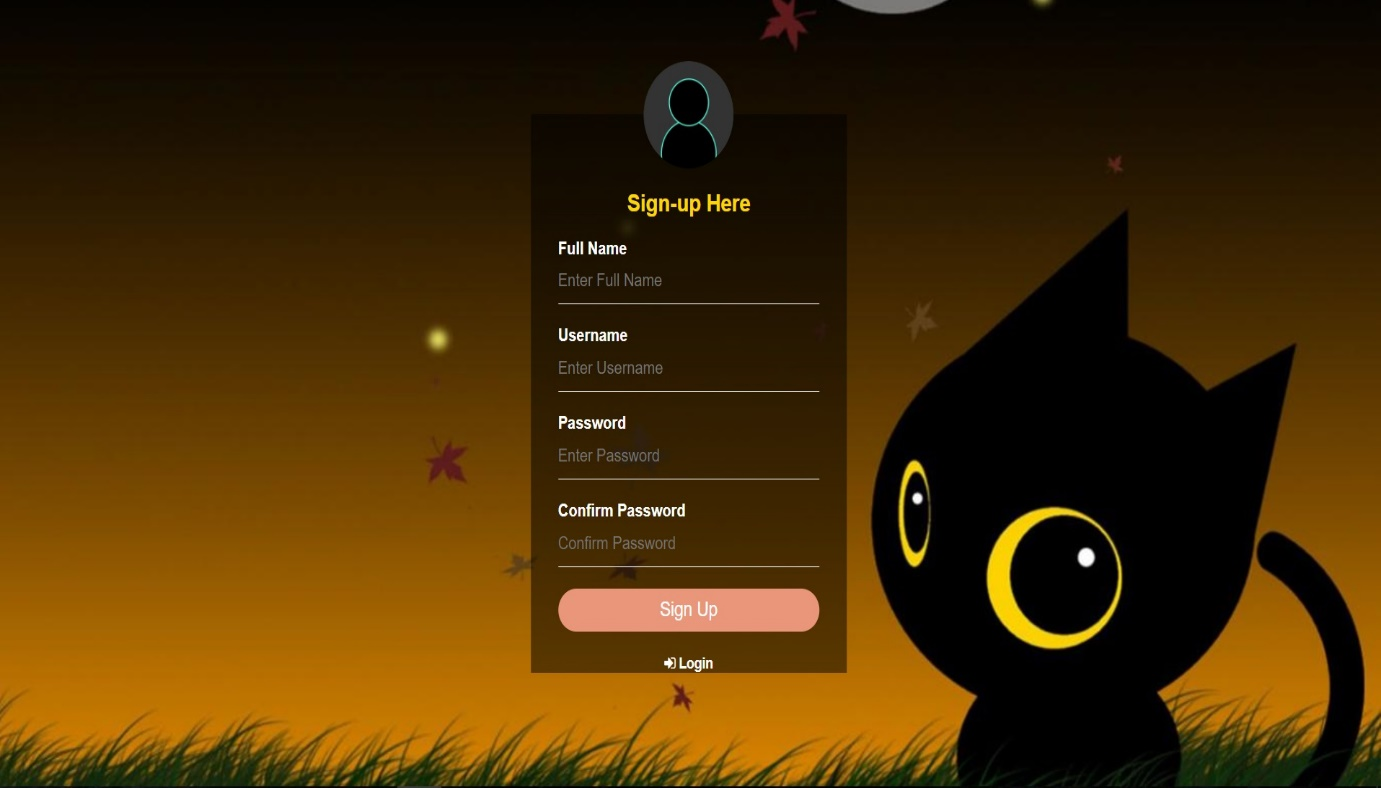 Sign-up Here
Full Name
Enter Full Name
Username
Enter Username
Password
Enter Password
Confirm Password
Confirm Password
Sign Up
Login